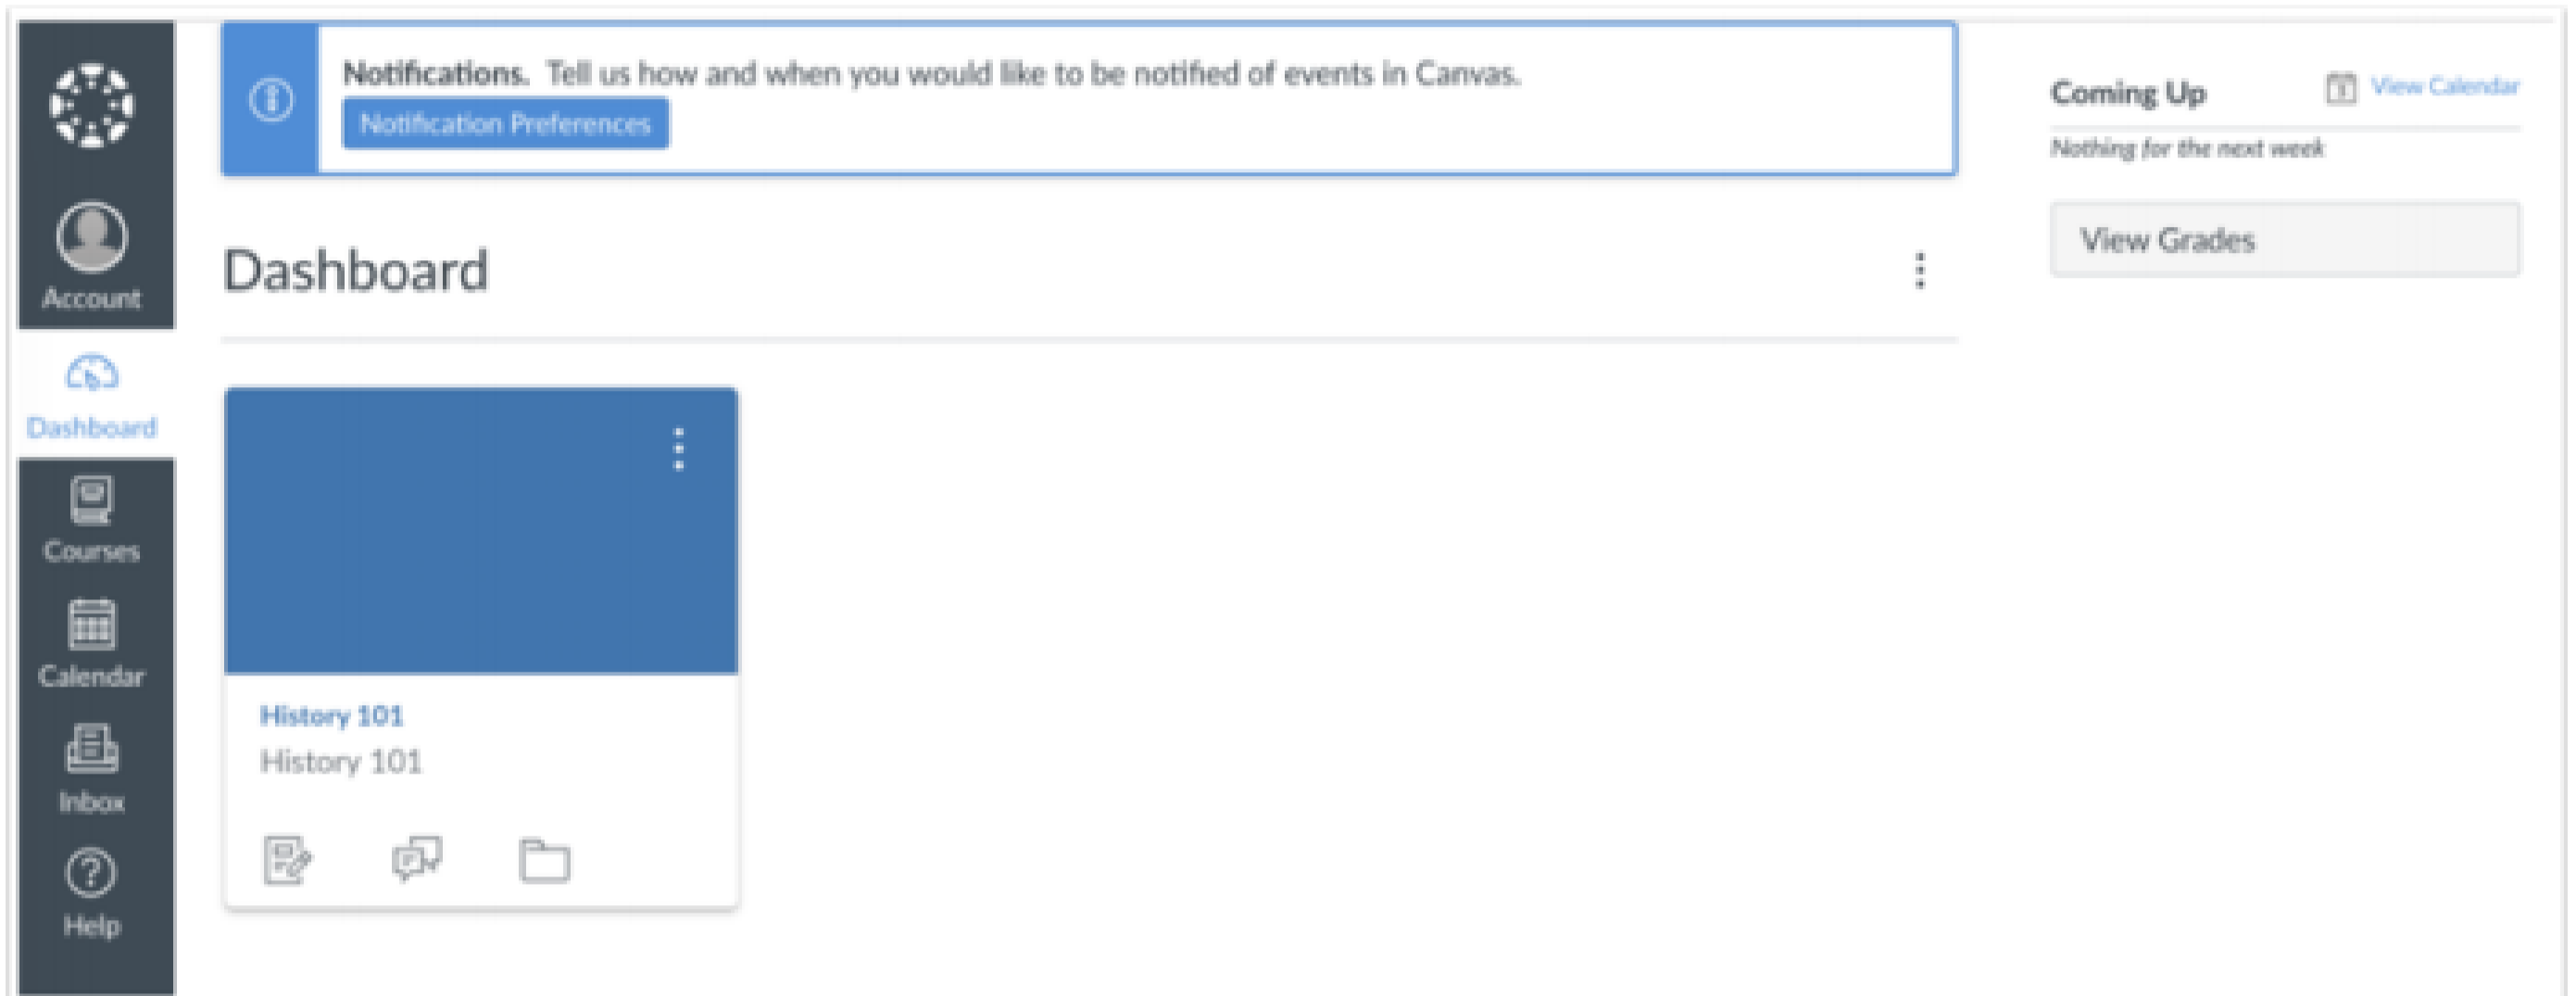 Account
Dashboard
Courses
Calendar
Inbox
Help
Notifications. Tell us how and when you would like to be notified of events in Canvas.
Notification Preferences
Dashboard
History 101
History 101
Coming Up
View Calendar
Nothing for the next week
View Grades